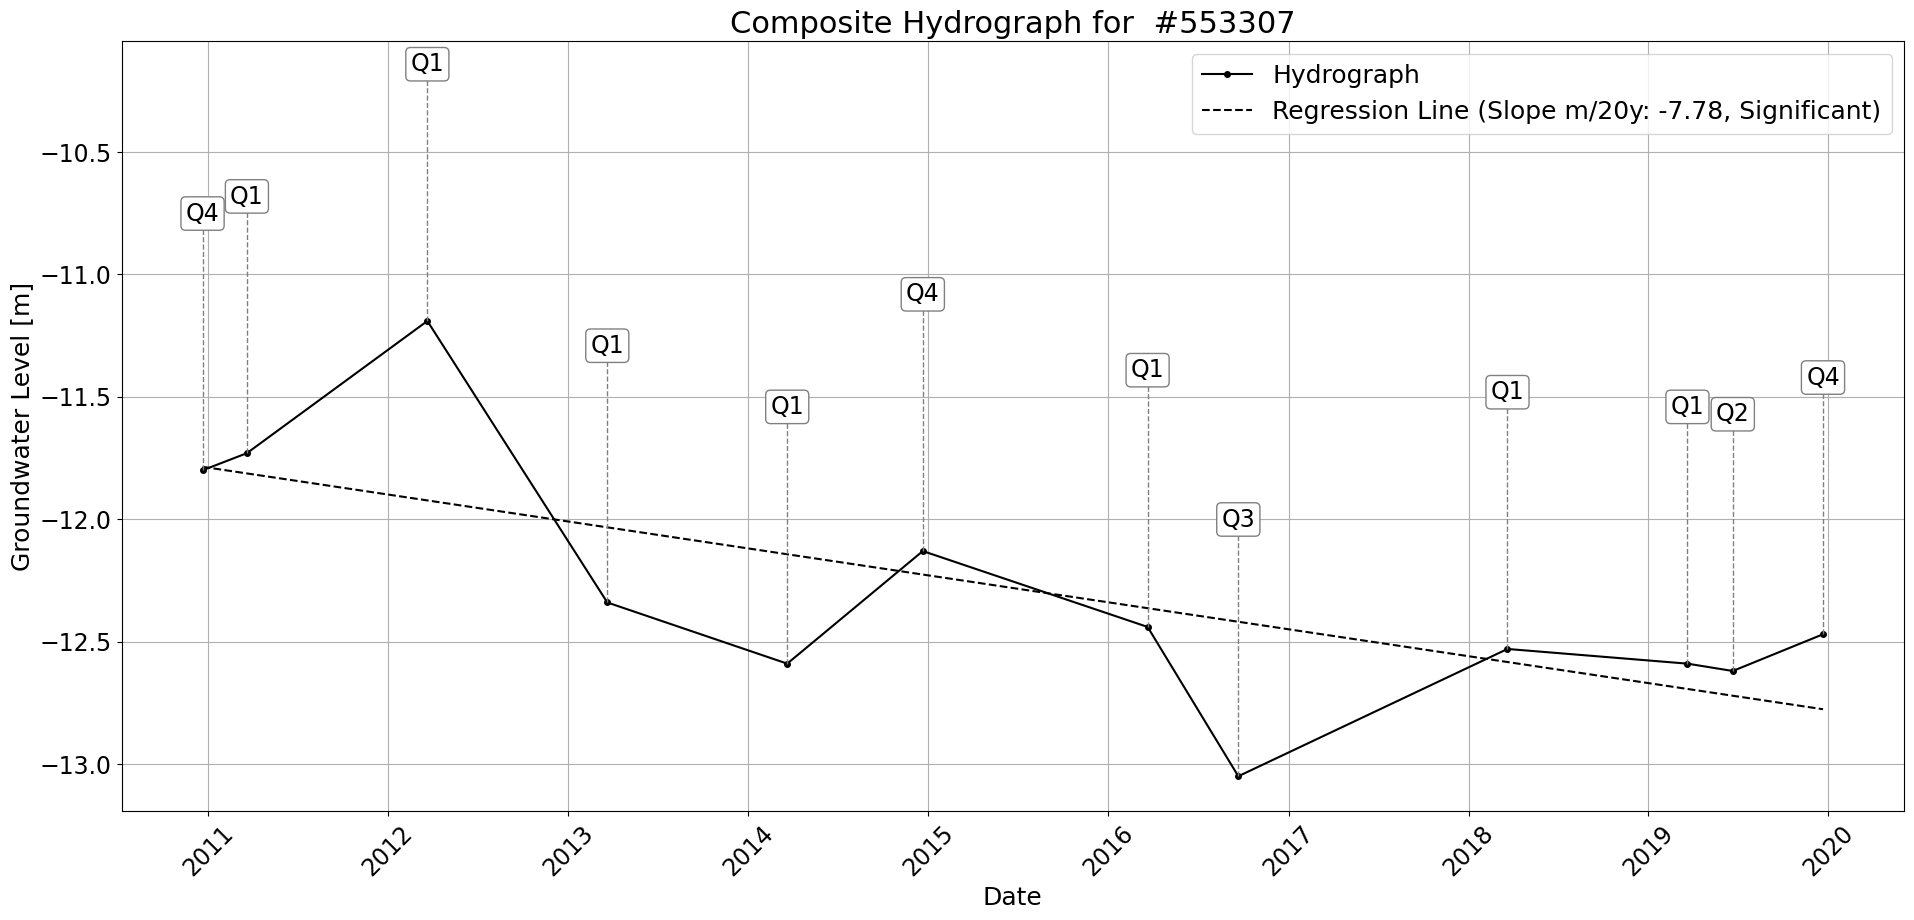 Composite Hydrograph for  #553307
Hydrograph
Regression Line (Slope m/20y: -7.78, Significant)
Groundwater Level [m]
−10.5
−11.0
−11.5
−12.0
−12.5
−13.0
Q4
Q1
Q1
Q1
Q1
Q4
Q1
Q3
Q1
Q1
Q2
Q4
2011
2012
2013
2014
2015
2016
2017
2018
2019
2020
Date